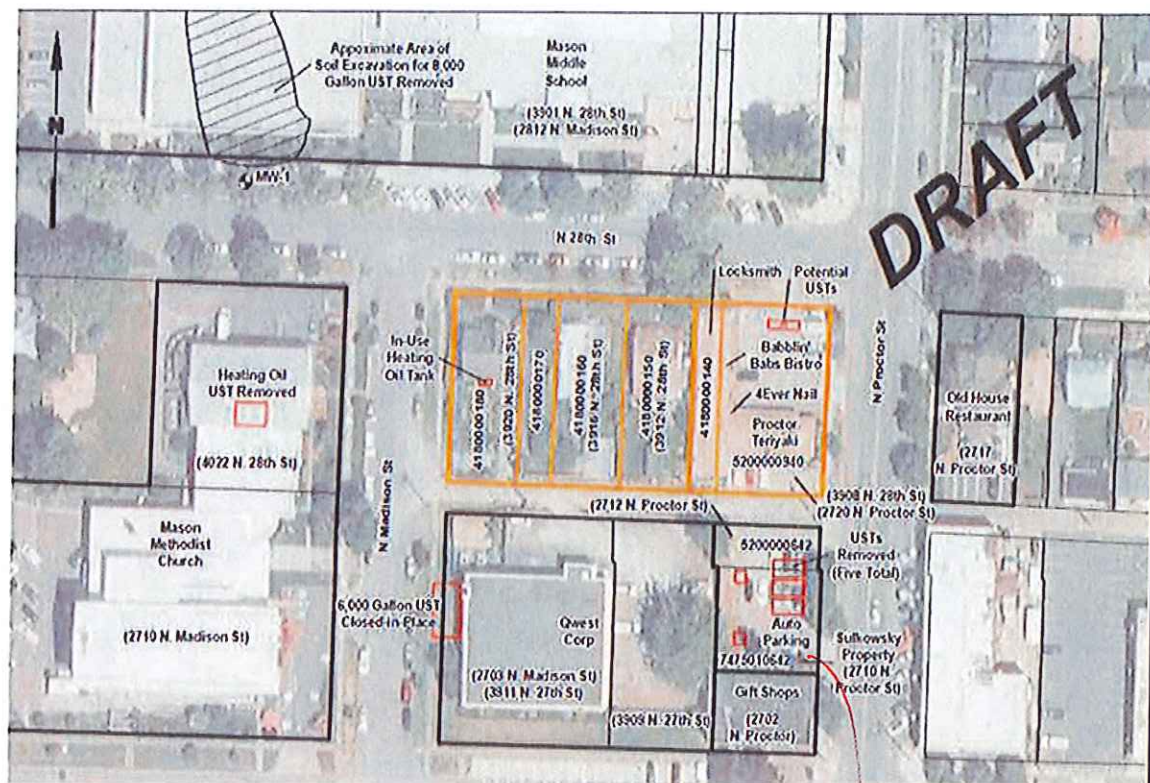 Appoximate Area of
Soil Excavation for 8,000
Gallon UST Removed
Mason
Middle
School
(3901 N. 28th St)
(2812 N. Madison St)
DRAFT
N
MW-1
N 28th St
Locksmith
Potential
USTs
In-Use
Heating
Oil Tank
4180000180
(3920 N. 28th St)
4180000170
4180000160
(3916 N. 28th St)
4180000150
(3912 N. 28th St)
4180000140
Babblin'
Babs Bistro
4Ever Nail
Proctor
Teriyaki
5200000340
N Proctor St
Old House
Restaurant
(2717
N. Proctor St)
Heating Oil
UST Removed
(4022 N. 28th St)
N Madison St
(3908 N. 28th St)
(2720 N. Proctor St)
(2712 N. Proctor St)
Mason
Methodist
Church
(2710 N. Madison St)
6,000 Gallon UST
Closed-in-Place
Qwest
Corp
(2703 N. Madison St)
(3911 N. 27th St)
(3909 N. 27th St)
5200000642
USTs
Removed
(Five Total)
Auto
Parking
7475010642
Sulkowsky
Property
(2710 N
Proctor St)
Gift Shops
(2702
N. Proctor)